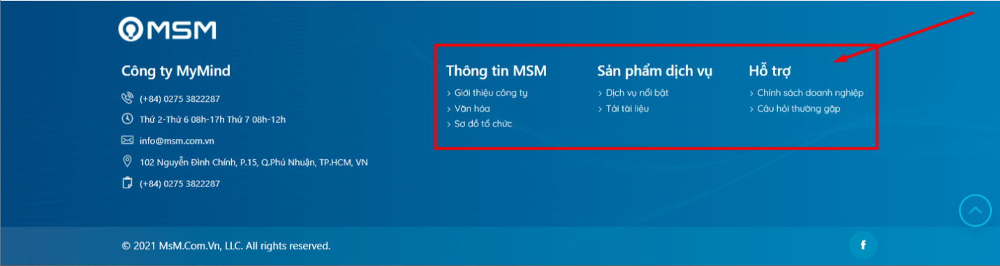 MSM
Công ty MyMind
(+84) 0275 3822287
Thứ 2-Thứ 6 08h-17h Thứ 7 08h-12h
info@msm.com.vn
102 Nguyễn Đình Chính, P.15, Q.Phú Nhuận, TP.HCM, VN
(+84) 0275 3822287
Thông tin MSM
Giới thiệu công ty
Văn hóa
Sơ đồ tổ chức
Sản phẩm dịch vụ
Dịch vụ nổi bật
Tải tài liệu
Hỗ trợ
Chính sách doanh nghiệp
Câu hỏi thường gặp
© 2021 MsM.Com.Vn, LLC. All rights reserved.
f